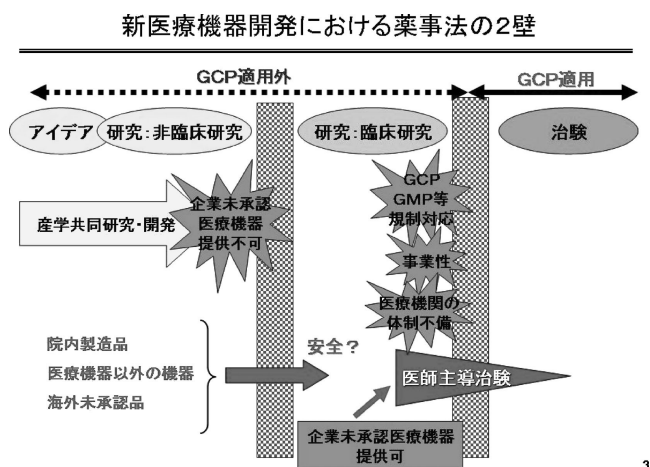 新医療機器開発における薬事法の2壁
GCP適用外
GCP適用
アイデア
研究：非臨床研究
研究：臨床研究
治験
産学共同研究・開発
企業未承認
医療機器
提供不可
GCP
GMP等
規制対応
事業性
医療機関の
体制不備
院内製造品
医療機器以外の機器
海外未承認品
安全？
医師主導治験
企業未承認医療機器
提供可
3